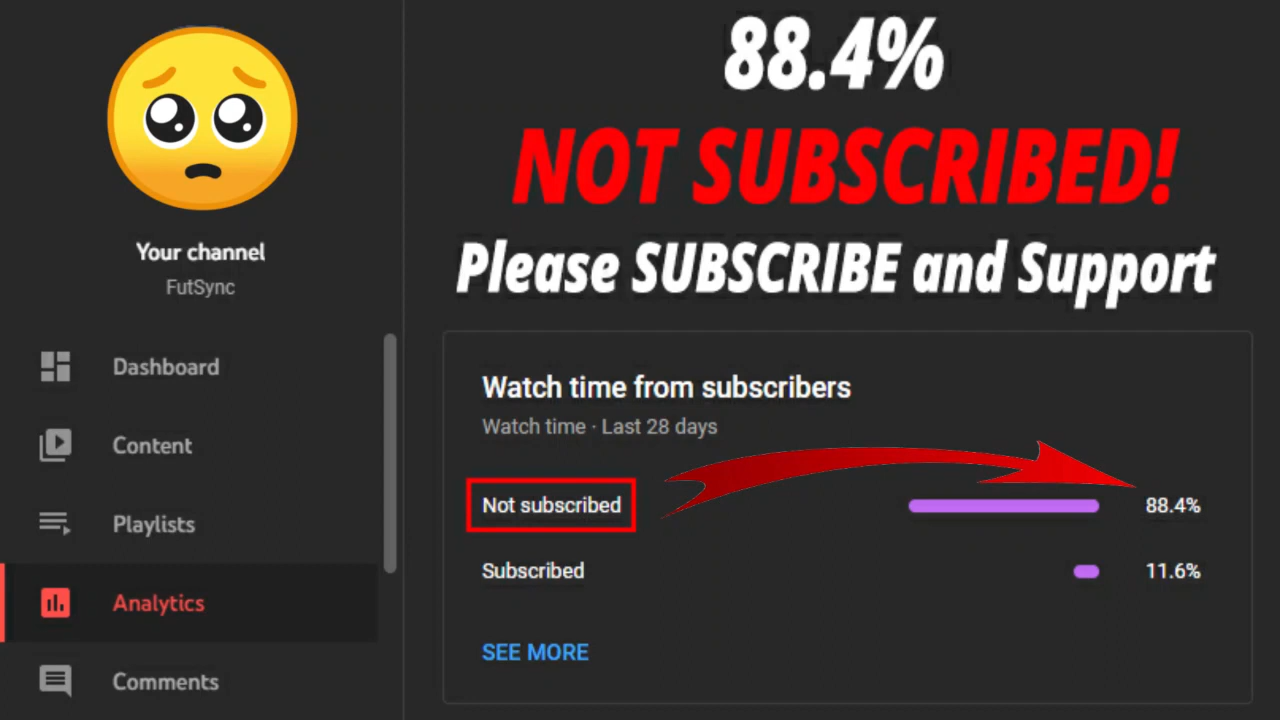 88.4%
NOT SUBSCRIBED!
Please SUBSCRIBE and Support
Your channel
FutSync
Dashboard
Content
Playlists
Analytics
Comments
Watch time from subscribers
Watch time · Last 28 days
Not subscribed 88.4%
Subscribed 11.6%
SEE MORE